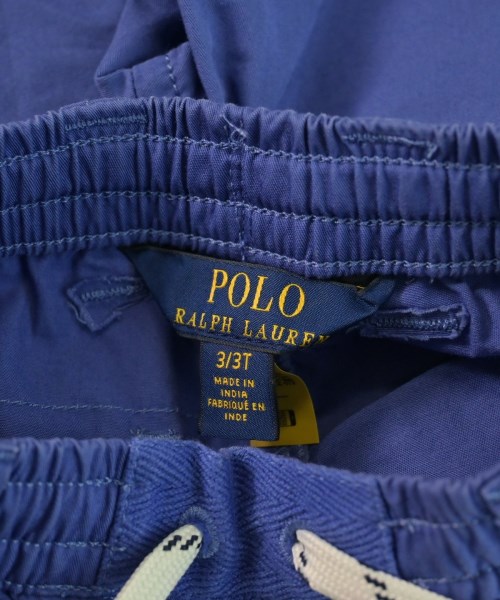 POLO
RALPH LAUREN
3/3T
MADE IN
INDIA
FABRIQUÉ EN
INDE